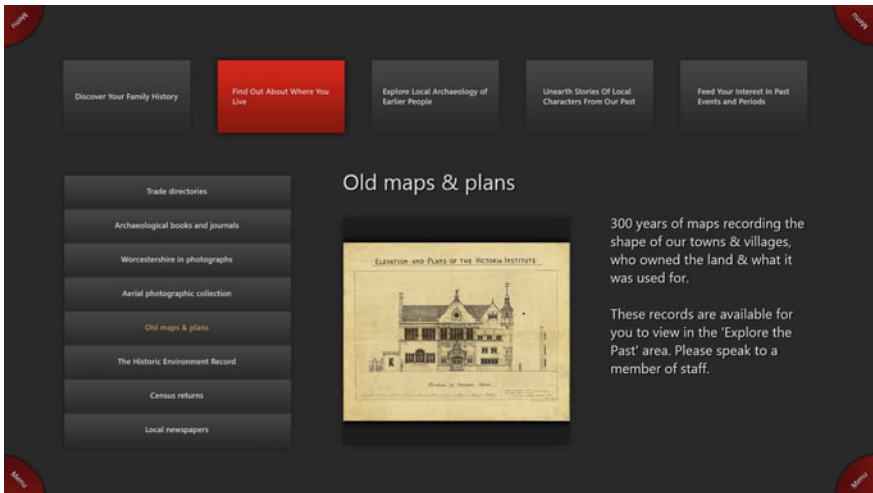 Menu
Menu
Discover Your Family History
Find Out About Where You
Live
Explore Local Archaeology of
Earlier People
Unearth Stories Of Local
Characters From Our Past
Feed Your Interest In Past
Events and Periods
Trade directories
Archaeological books and journals
Worcestershire in photographs
Aerial photographic collection
Old maps & plans
The Historic Environment Record
Census returns
Local newspapers
Old maps & plans
ELEVATION AND PLANS OF THE VICTORIA INSTITUTE
300 years of maps recording the
shape of our towns & villages,
who owned the land & what it
was used for.
These records are available for
you to view in the 'Explore the
Past' area. Please speak to a
member of staff.
Menu
Menu